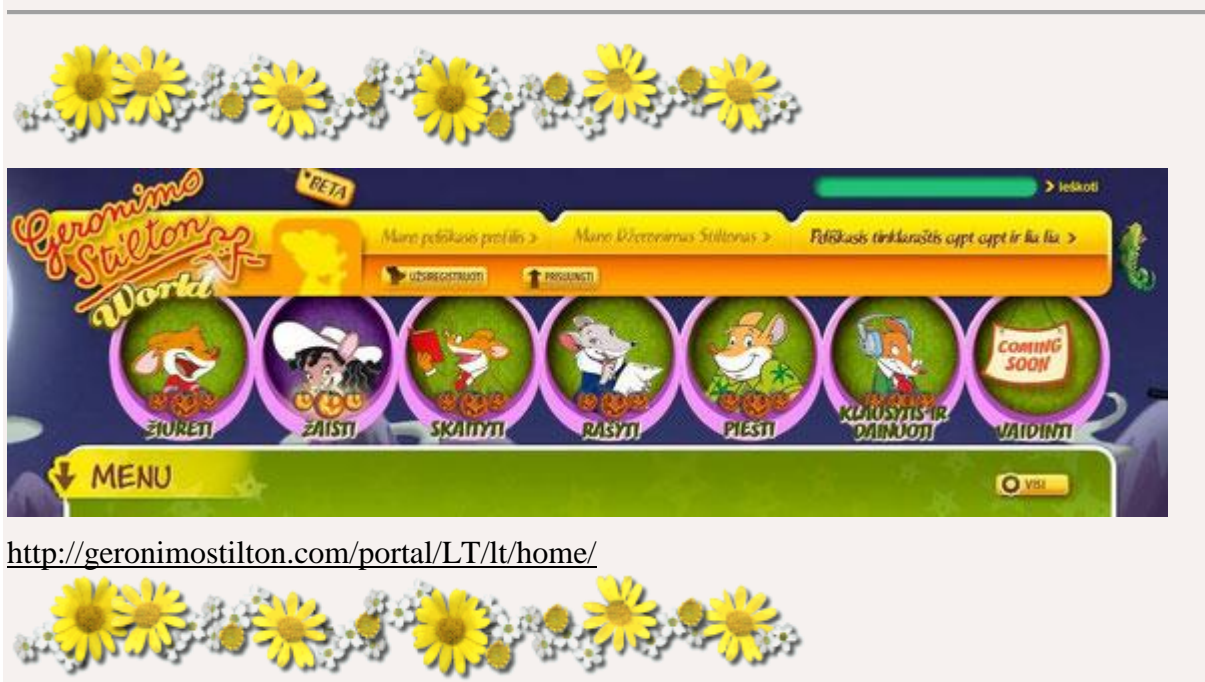 Geronimo
Stilton
World
BETA
> Ieškoti
Mano peliškasis profilis >
Mano Džeronimas Stiltonas >
Peliškasis tinklaraštis cypt cypt ir lia lia >
UŽSIREGISTRUOTI
PRISIJUNGTI
ŽIŪRĖTI
ŽAISTI
SKAITYTI
RAŠYTI
PIEŠTI
KLAUSYTIS IR
DAINUOTI
COMING
SOON
VAIDINTI
MENU
VISI
http://geronimostilton.com/portal/LT/lt/home/